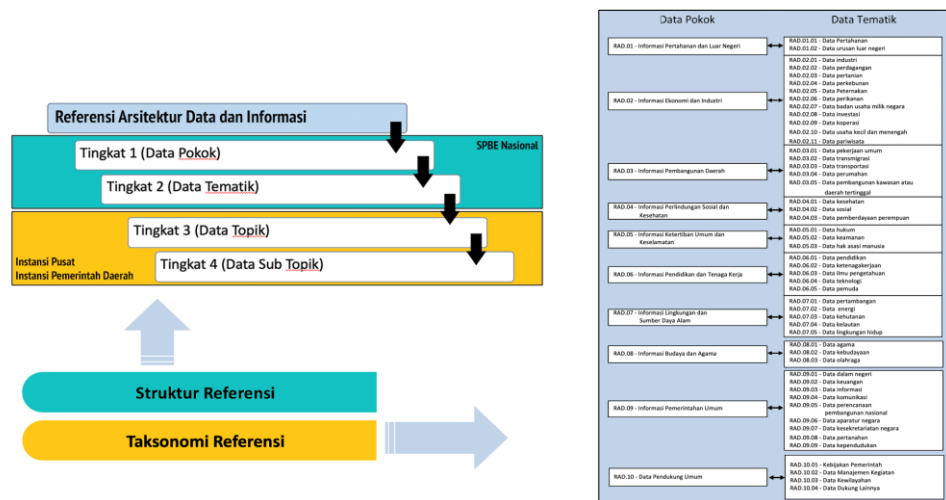 Referensi Arsitektur Data dan Informasi
SPBE Nasional
Tingkat 1 (Data Pokok)
Tingkat 2 (Data Tematik)
Tingkat 3 (Data Topik)
Tingkat 4 (Data Sub Topik)
Instansi Pusat
Instansi Pemerintah Daerah
Struktur Referensi
Taksonomi Referensi
Data Pokok
Data Tematik
RAD.01 - Informasi Pertahanan dan Luar Negeri
RAD.01.01 - Data Pertahanan
RAD.01.02 - Data urusan luar negeri
RAD.02 - Informasi Ekonomi dan Industri
RAD.02.01 - Data industri
RAD.02.02 - Data perdagangan
RAD.02.03 - Data pertanian
RAD.02.04 - Data perkebunan
RAD.02.05 - Data Peternakan
RAD.02.06 - Data perikanan
RAD.02.07 - Data badan usaha milik negara
RAD.02.08 - Data investasi
RAD.02.09 - Data koperasi
RAD.02.10 - Data usaha kecil dan menengah
RAD.02.11 - Data pariwisata
RAD.03 - Informasi Pembangunan Daerah
RAD.03.01 - Data pekerjaan umum
RAD.03.02 - Data transmigrasi
RAD.03.03 - Data transportasi
RAD.03.04 - Data perumahan
RAD.03.05 - Data pembangunan kawasan atau
daerah tertinggal
RAD.04 - Informasi Perlindungan Sosial dan
Kesehatan
RAD.04.01 - Data kesehatan
RAD.04.02 - Data sosial
RAD.04.03 - Data pemberdayaan perempuan
RAD.05 - Informasi Ketertiban Umum dan
Keselamatan
RAD.05.01 - Data hukum
RAD.05.02 - Data keamanan
RAD.05.03 - Data hak asasi manusia
RAD.06 - Informasi Pendidikan dan Tenaga Kerja
RAD.06.01 - Data pendidikan
RAD.06.02 - Data ketenagakerjaan
RAD.06.03 - Data ilmu pengetahuan
RAD.06.04 - Data teknologi
RAD.06.05 - Data pemuda
RAD.07 - Informasi Lingkungan dan
Sumber Daya Alam
RAD.07.01 - Data pertambangan
RAD.07.02 - Data energi
RAD.07.03 - Data kehutanan
RAD.07.04 - Data kelautan
RAD.07.05 - Data lingkungan hidup
RAD.08 - Informasi Budaya dan Agama
RAD.08.01 - Data agama
RAD.08.02 - Data kebudayaan
RAD.08.03 - Data olahraga
RAD.09 - Informasi Pemerintahan Umum
RAD.09.01 - Data dalam negeri
RAD.09.02 - Data keuangan
RAD.09.03 - Data informasi
RAD.09.04 - Data komunikasi
RAD.09.05 - Data perencanaan
pembangunan nasional
RAD.09.06 - Data aparatur negara
RAD.09.07 - Data kesekretariatan negara
RAD.09.08 - Data pertanahan
RAD.09.09 - Data kependudukan
RAD.10 - Data Pendukung Umum
RAD.10.01 - Kebijakan Pemerintah
RAD.10.02 - Data Manajemen Kegiatan
RAD.10.03 - Data Kewilayahan
RAD.10.04 - Data Dukung Lainnya